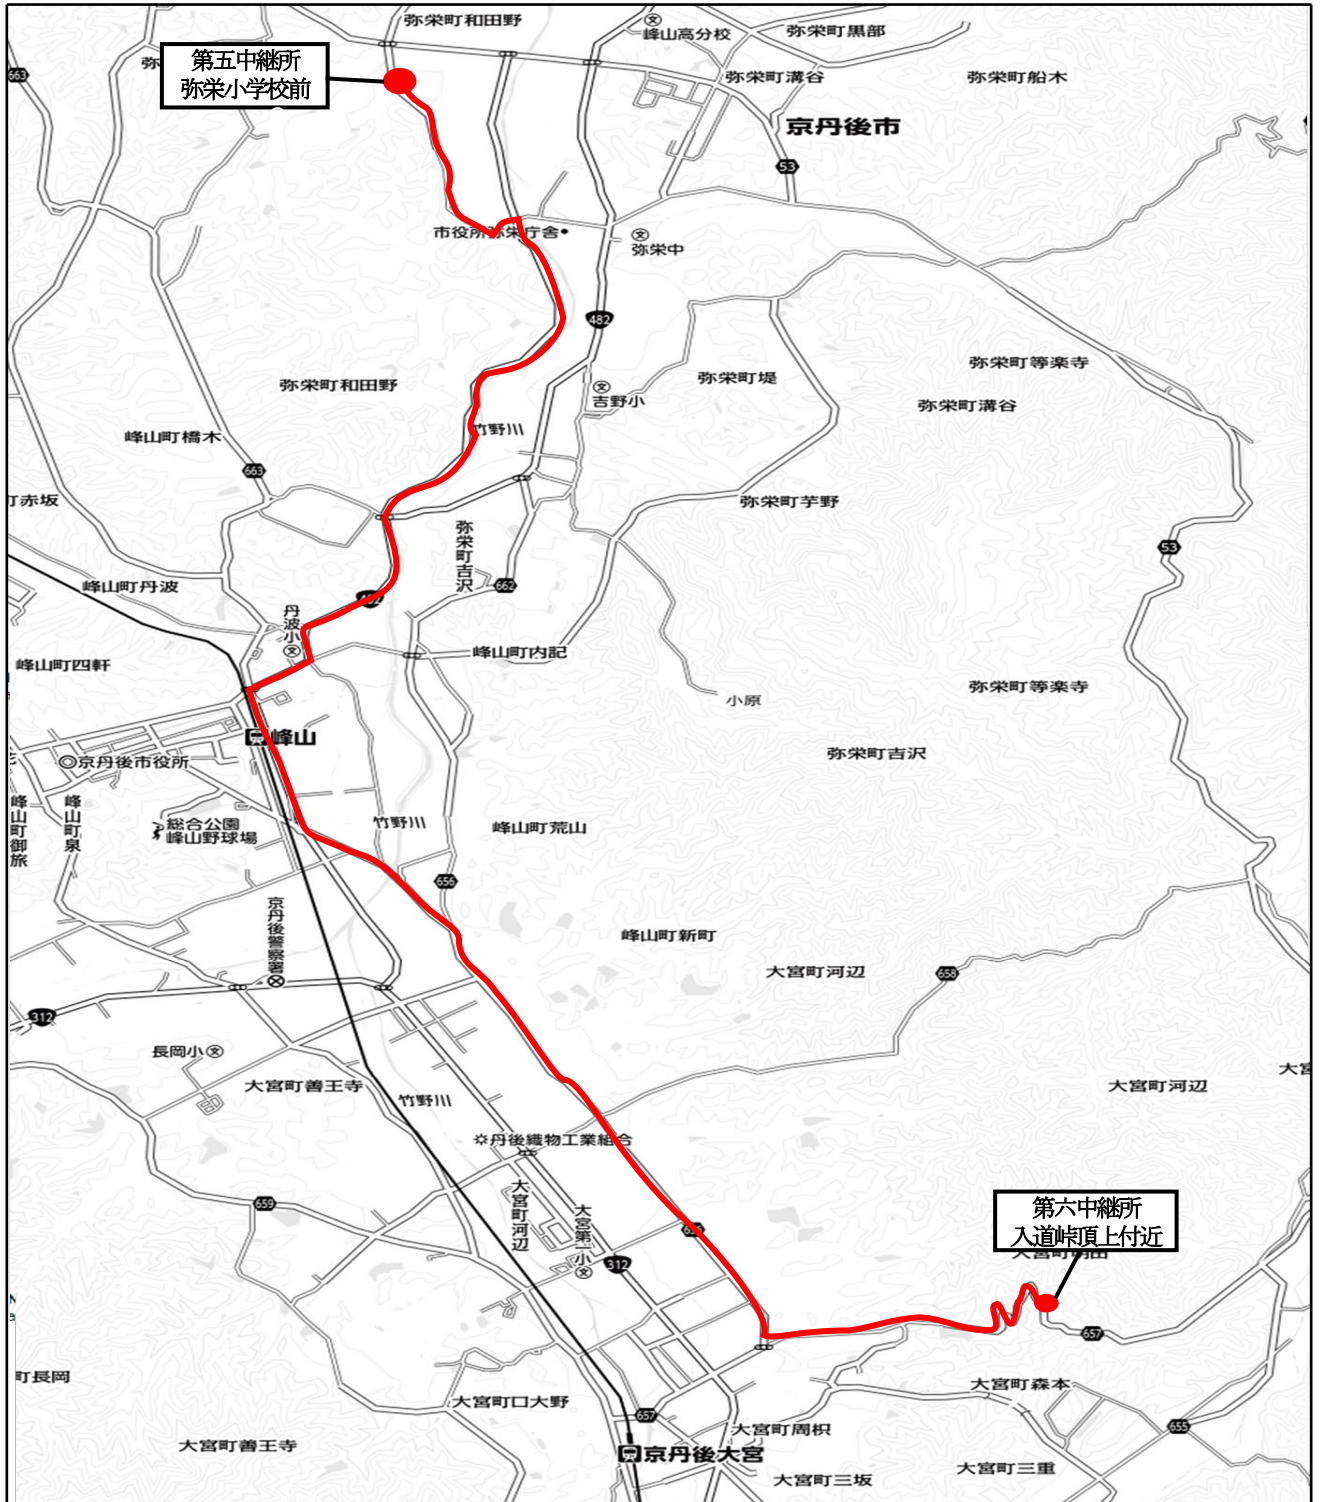 弥栄町和田野
峰山高分校
弥栄町黒部
第五中継所
弥栄小学校前
663
弥栄町溝谷
弥栄町船木
京丹後市
53
市役所弥栄庁舎
弥栄中
482
弥栄町等楽寺
弥栄町堤
弥栄町和田野
吉野小
弥栄町溝谷
竹野川
峰山町橋木
663
町赤坂
弥栄町芋野
弥栄町吉沢
53
峰山町丹波
662
丹波小
峰山町内記
峰山町四軒
弥栄町等楽寺
小原
峰山
弥栄町吉沢
京丹後市役所
峰山町御旅
峰山町泉
総合公園
峰山野球場
竹野川
峰山町荒山
656
京丹後警察署
峰山町新町
大宮町河辺
658
312
長岡小
大宮町善王寺
大宮町河辺
大宮
竹野川
丹後織物工業組合
659
大宮町河辺
大宮第一小
312
第六中継所
入道峠頂上付近
657
町長岡
大宮町口大野
大宮町森本
657
大宮町周枳
655
大宮町善王寺
京丹後大宮
大宮町三坂
大宮町三重